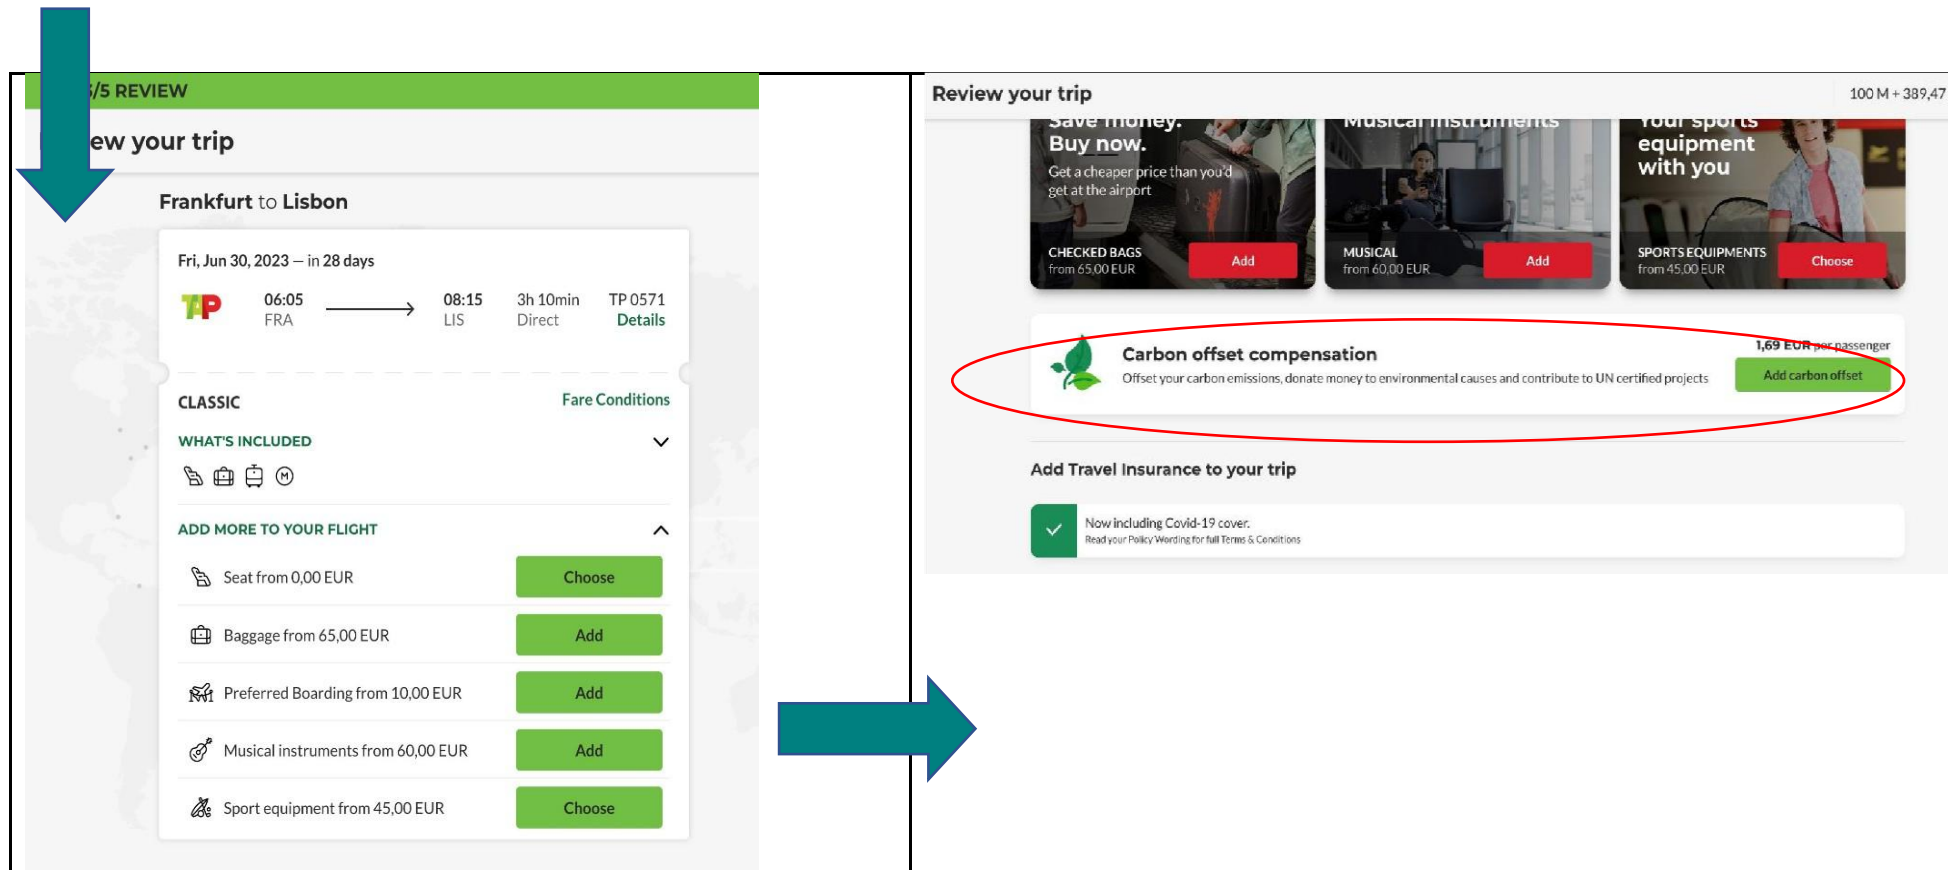 /5 REVIEW
ew your trip
Frankfurt to Lisbon
Fri, Jun 30, 2023 – in 28 days
TAP
06:05
08:15
3h 10min
TP 0571
FRA
LIS
Direct
Details
CLASSIC
Fare Conditions
WHAT'S INCLUDED
M
ADD MORE TO YOUR FLIGHT
Seat from 0,00 EUR
Choose
Baggage from 65,00 EUR
Add
Preferred Boarding from 10,00 EUR
Add
Musical instruments from 60,00 EUR
Add
Sport equipment from 45,00 EUR
Choose
Review your trip
100 M + 389,47
Save money.
Buy now.
Get a cheaper price than you'd
get at the airport
CHECKED BAGS
from 65,00 EUR
Add
Musical instruments
MUSICAL
from 60,00 EUR
Add
Your sports
equipment
with you
SPORTS EQUIPMENTS
from 45,00 EUR
Choose
Carbon offset compensation
Offset your carbon emissions, donate money to environmental causes and contribute to UN certified projects
1,69 EUR per passenger
Add carbon offset
Add Travel Insurance to your trip
Now including Covid-19 cover.
Read your Policy Wording for full Terms & Conditions